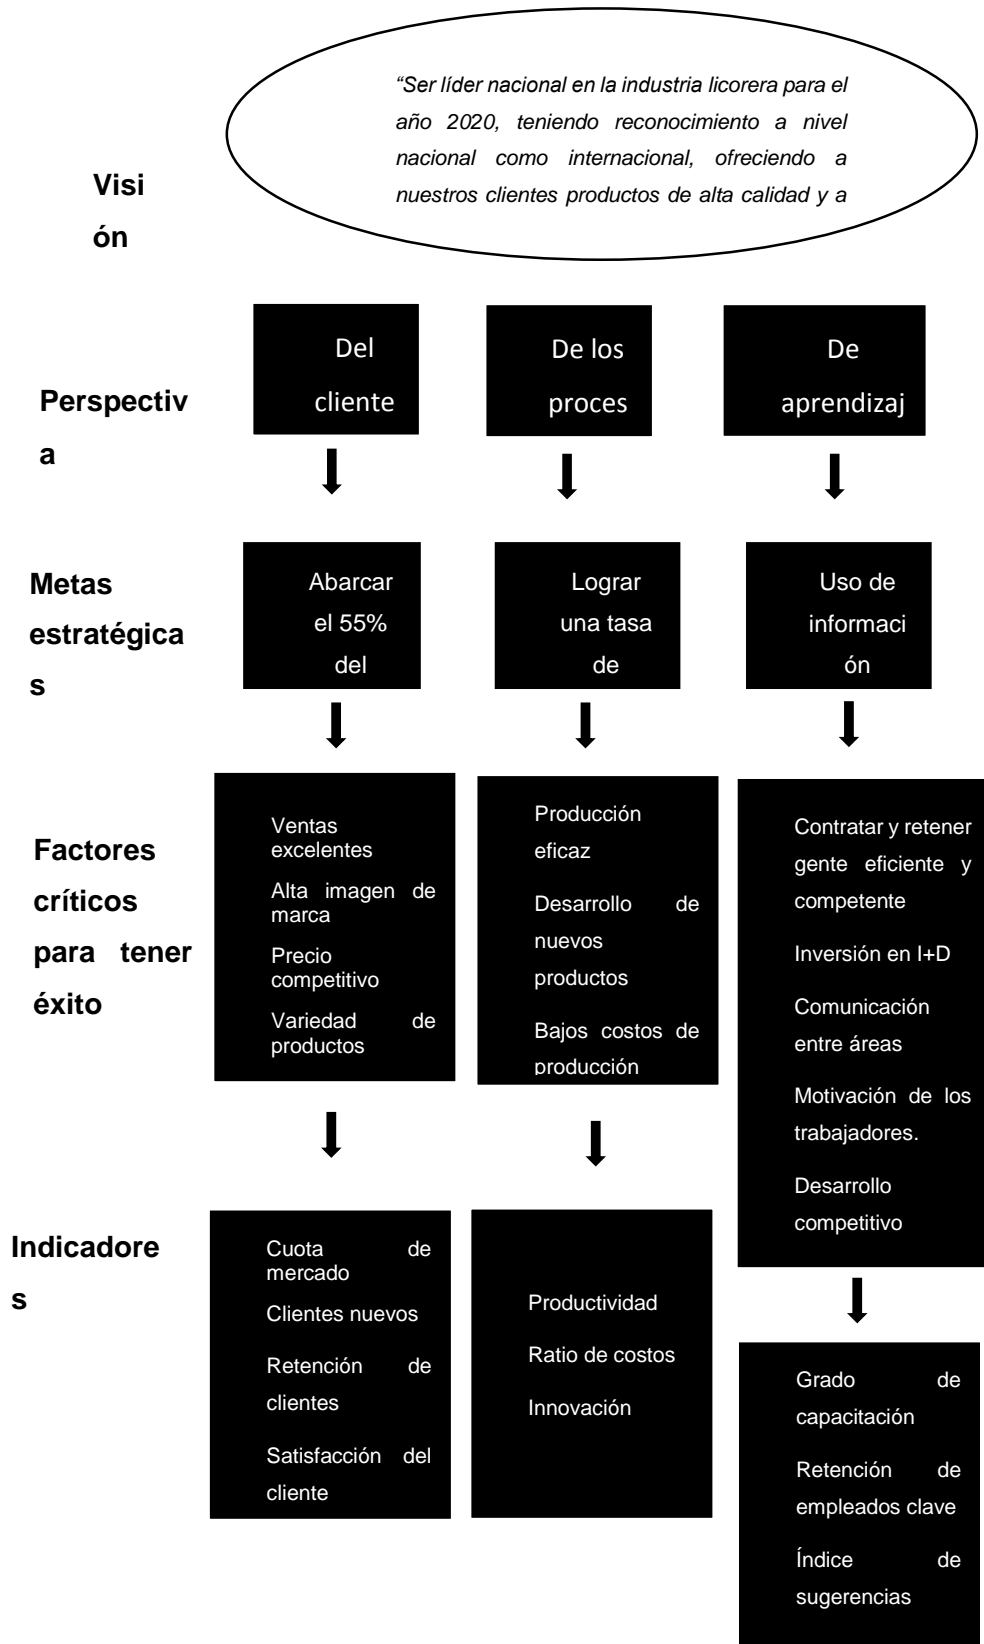 “Ser líder nacional en la industria licorera para el
año 2020, teniendo reconocimiento a nivel
nacional como internacional, ofreciendo a
nuestros clientes productos de alta calidad y a
Visi
ón
Perspectiv
a
Del
cliente
De los
proces
De
aprendizaj
Metas
estratégica
s
Abarcar
el 55%
del
Lograr
una tasa
de
Uso de
informaci
ón
Factores
críticos
para tener
éxito
Ventas
excelentes
Alta imagen de
marca
Precio
competitivo
Variedad de
productos
Producción
eficaz
Desarrollo de
nuevos
productos
Bajos costos de
producción
Contratar y retener
gente eficiente y
competente
Inversión en I+D
Comunicación
entre áreas
Motivación de los
trabajadores.
Desarrollo
competitivo
Indicadore
s
Cuota de
mercado
Clientes nuevos
Retención de
clientes
Satisfacción del
cliente
Productividad
Ratio de costos
Innovación
Grado de
capacitación
Retención de
empleados clave
Índice de
sugerencias